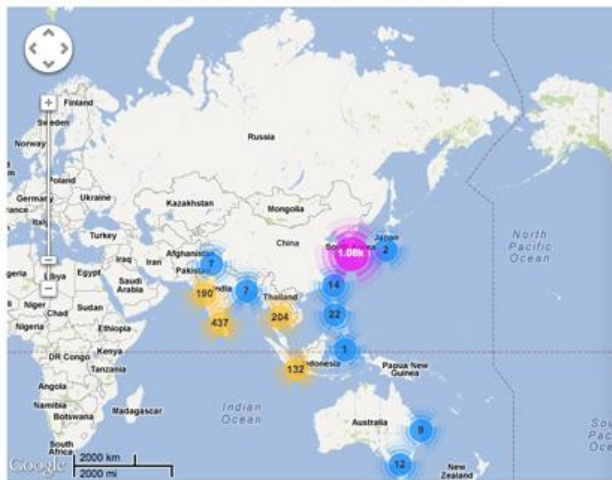 Finland
Sweden
Norway
Russia
Poland
Germany
Ukraine
Kazakhstan
Mongolia
Turkey
China
Japan
South Korea
1.08k
2
Afghanistan
Iraq
Iran
Pakistan
7
Libya
Egypt
Saudi
Arabia
India
190
7
14
Thailand
Niger
Chad
Sudan
437
204
22
Nigeria
Ethiopia
Kenya
DR Congo
Tanzania
1
Indonesia
132
Papua New
Guinea
Angola
Namibia
Botswana
Madagascar
Indian
Ocean
Australia
9
South
Africa
12
New
Zealand
North
Pacific
Ocean
Google
2000 km
2000 mi